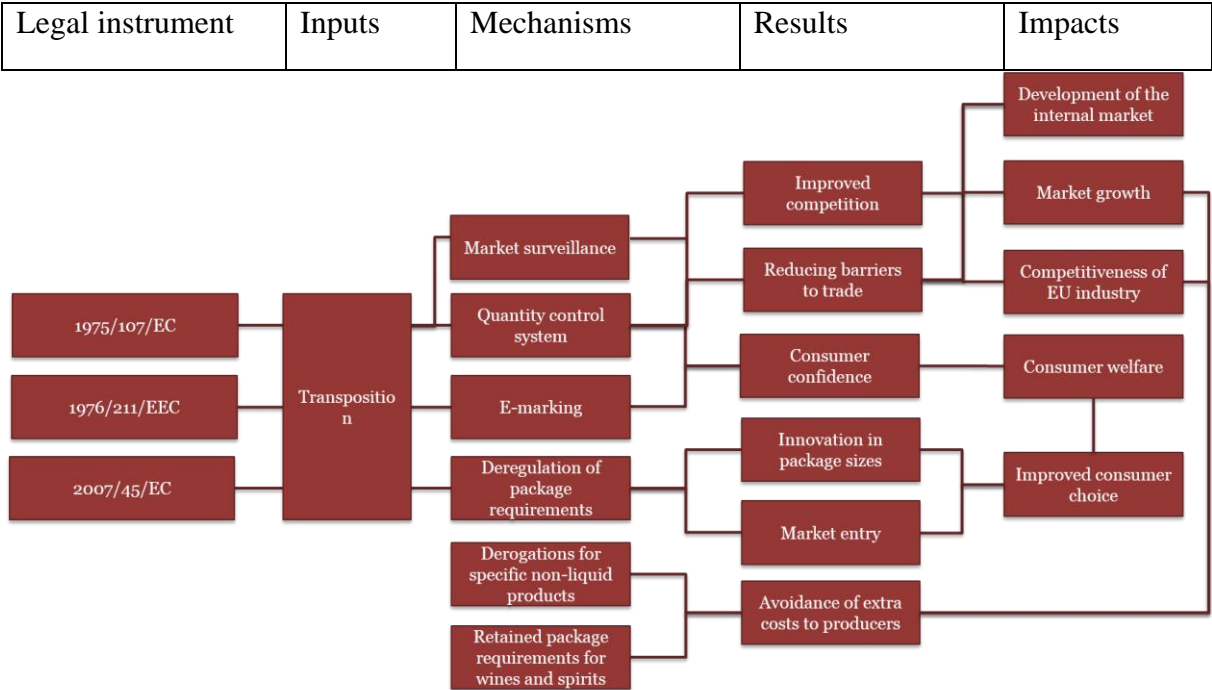 Legal instrument
Inputs
Mechanisms
Results
Impacts
1975/107/EC
1976/211/EEC
2007/45/EC
Transpositio
n
Market surveillance
Quantity control
system
E-marking
Deregulation of
package
requirements
Derogations for
specific non-liquid
products
Retained package
requirements for
wines and spirits
Improved
competition
Reducing barriers
to trade
Consumer
confidence
Innovation in
package sizes
Market entry
Avoidance of extra
costs to producers
Development of the
internal market
Market growth
Competitiveness of
EU industry
Consumer welfare
Improved consumer
choice